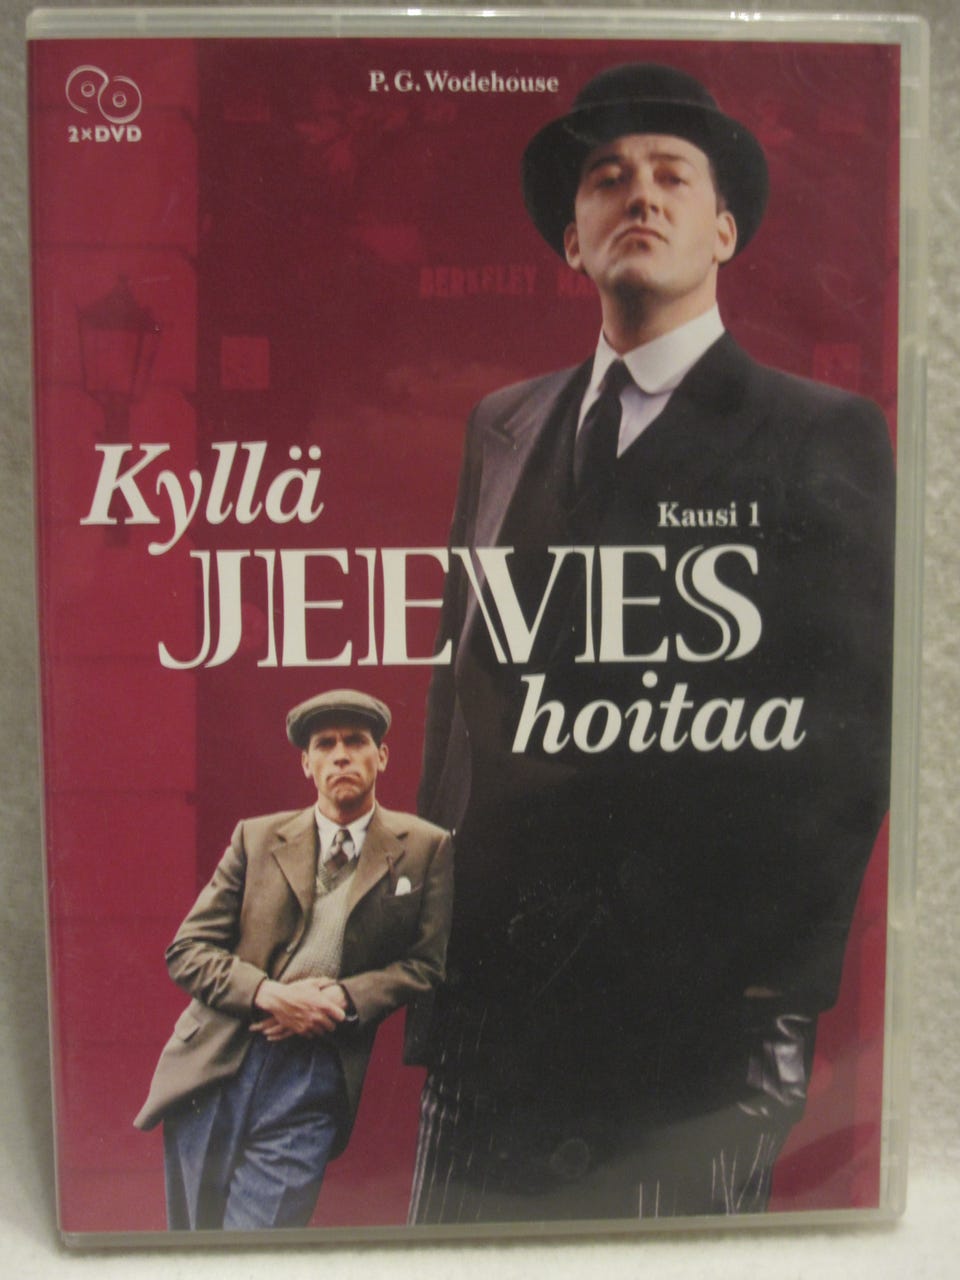 P. G. Wodehouse
2×DVD
BERKELEY
Kyllä
Kausi 1
JEEVES
hoitaa